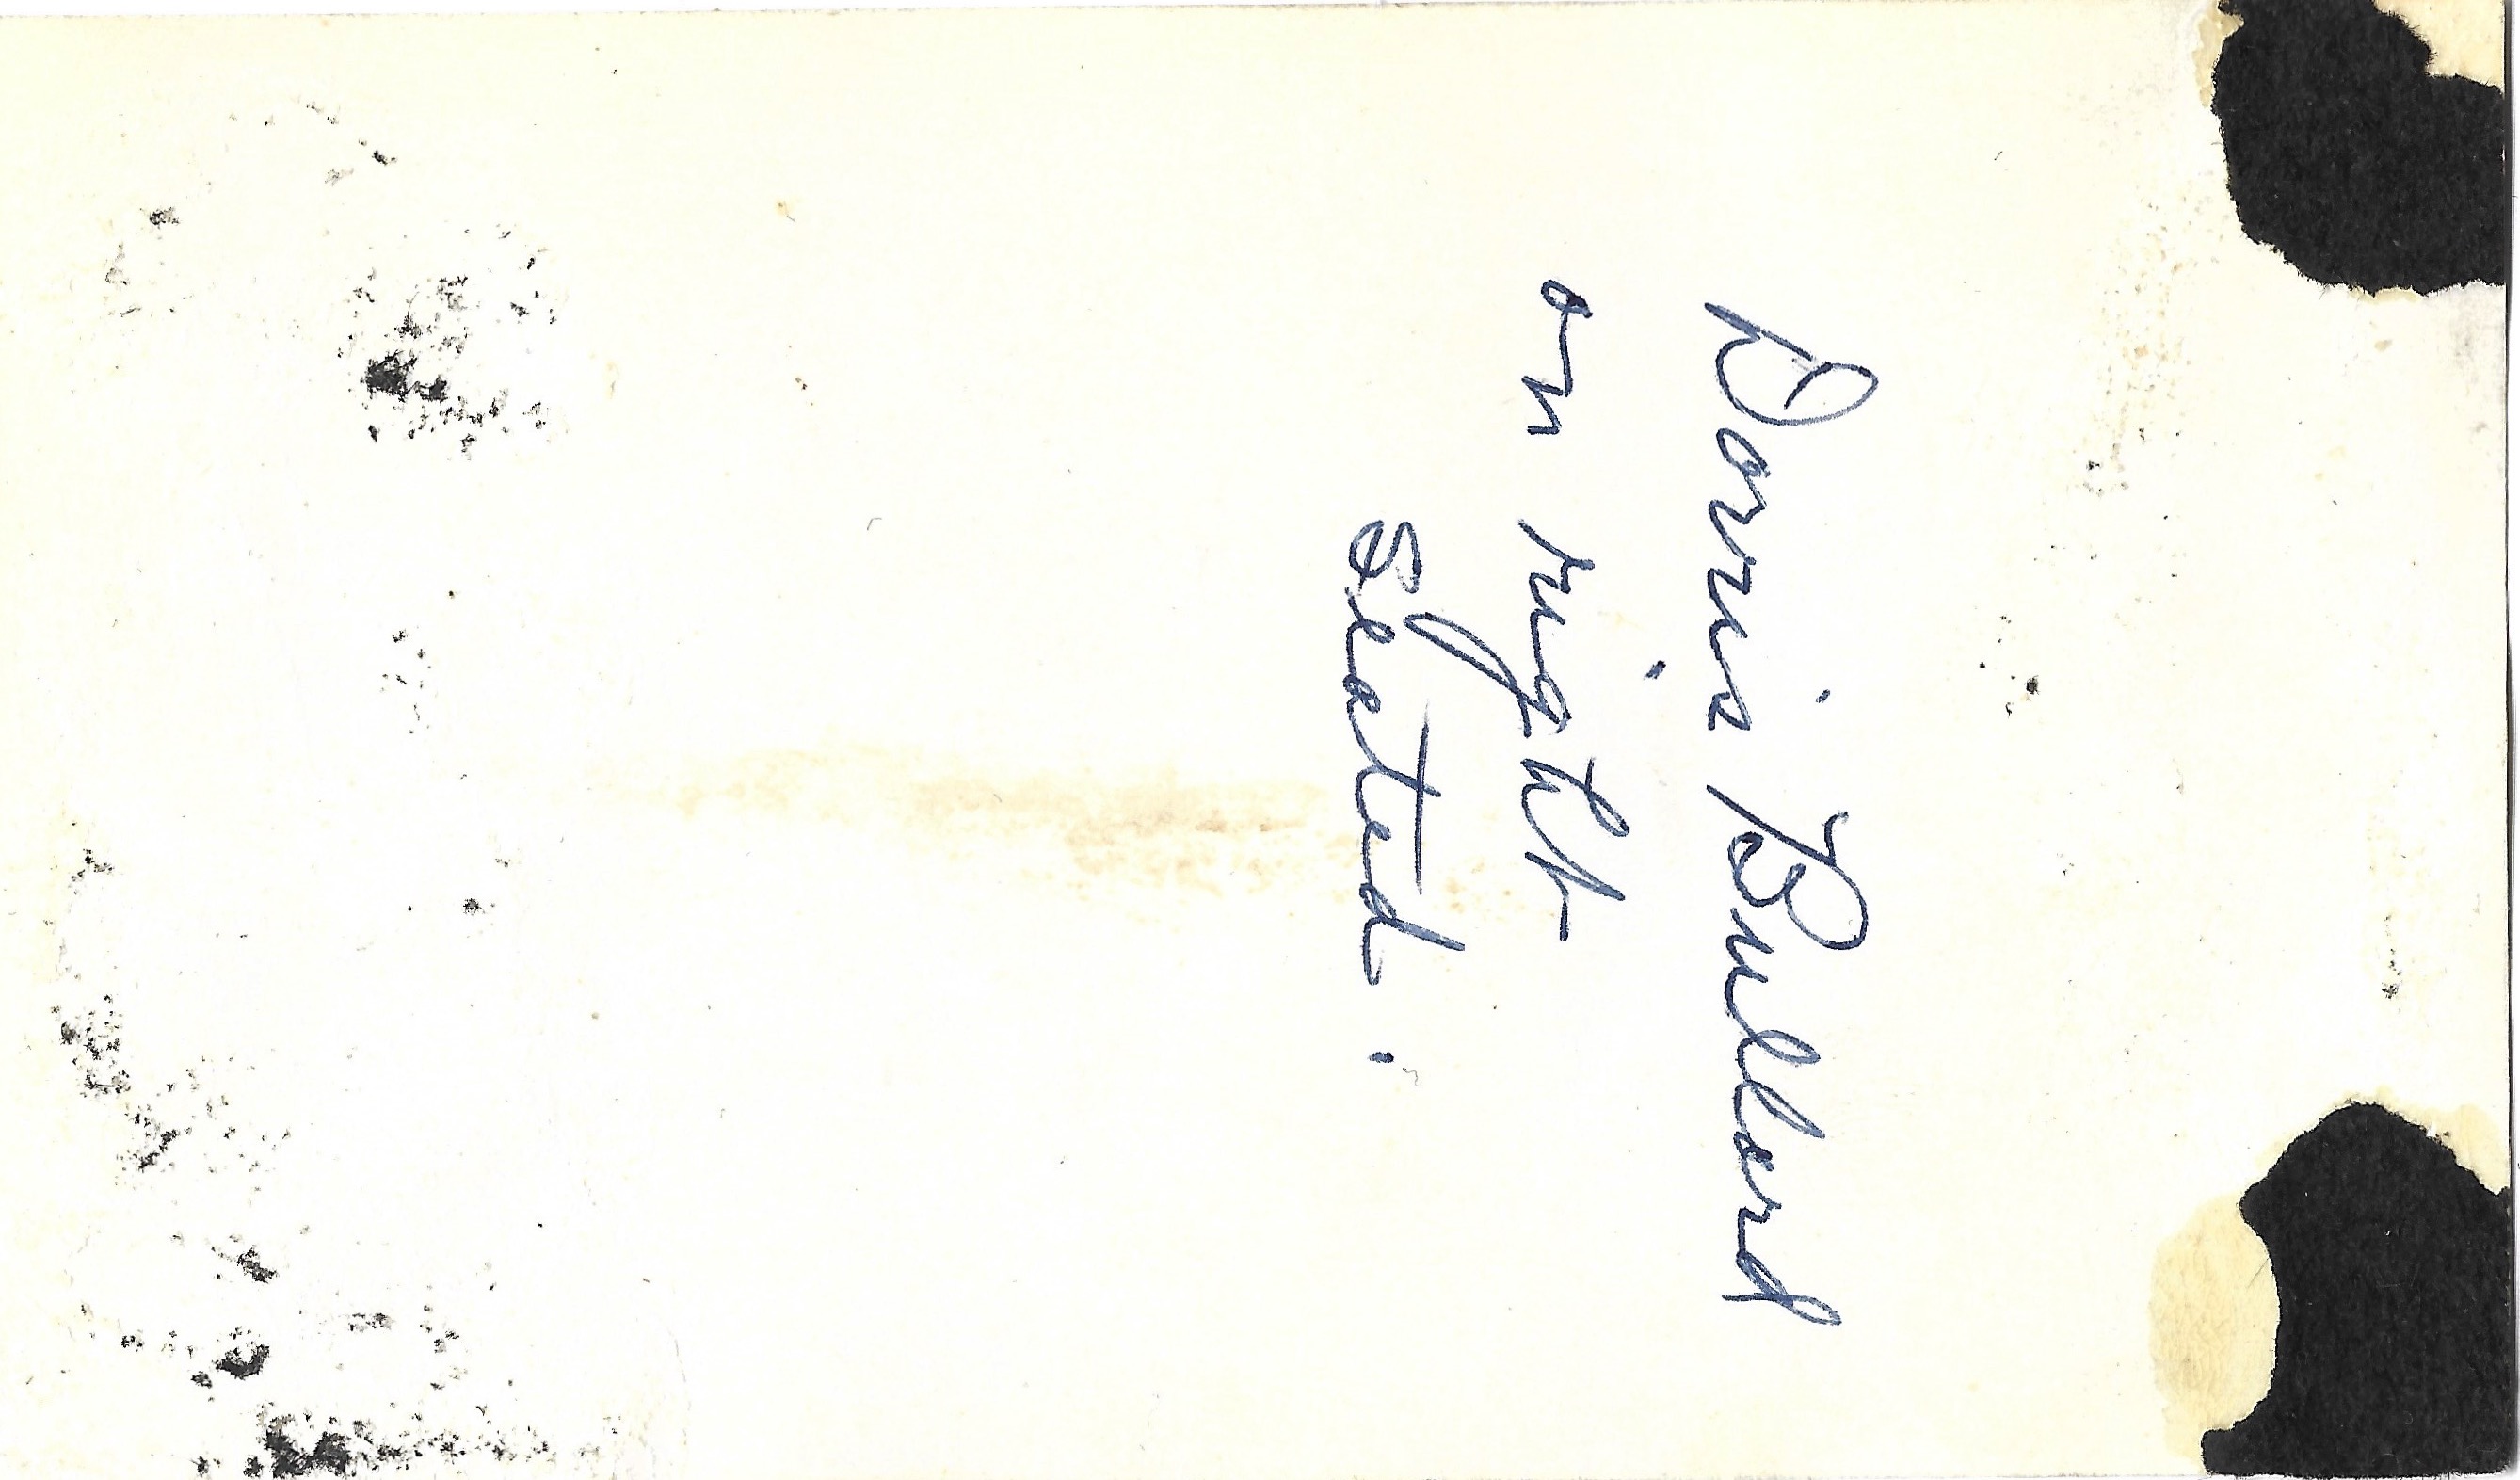 Doris Bullard
on right
seated.